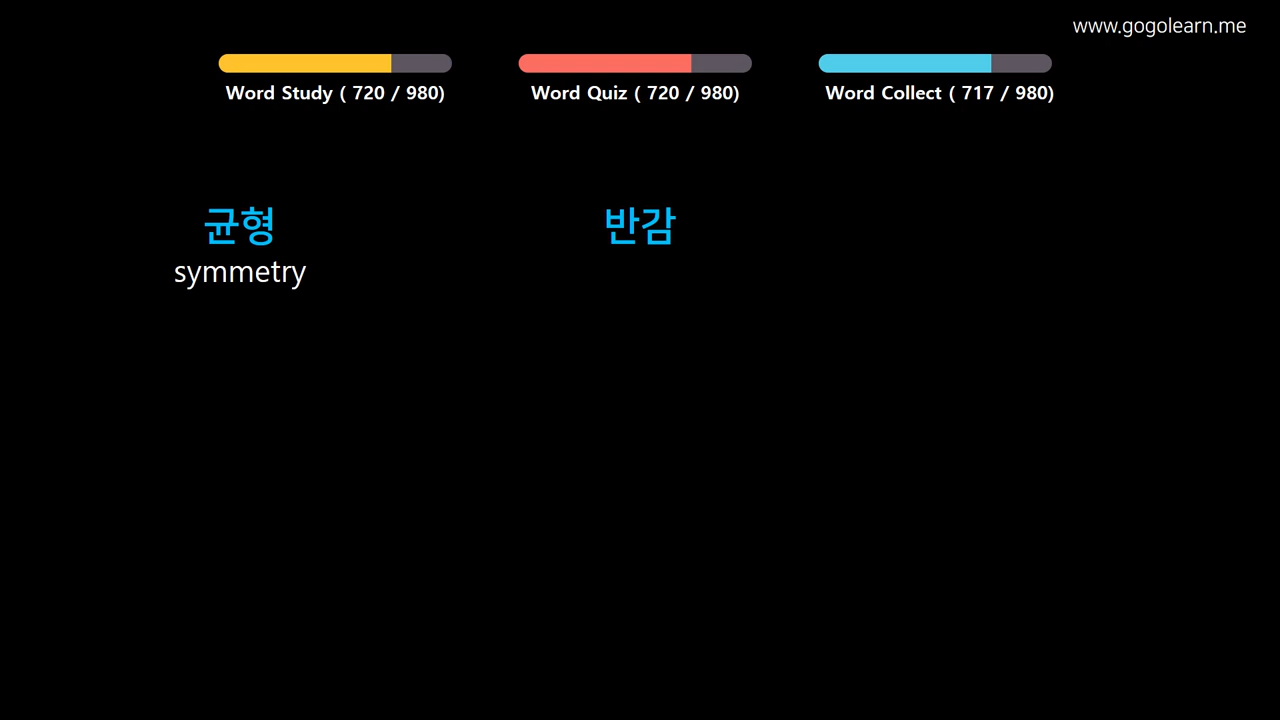 www.gogolearn.me
Word Study ( 720 / 980)
Word Quiz ( 720 / 980)
Word Collect ( 717 / 980)
균형
symmetry
반감